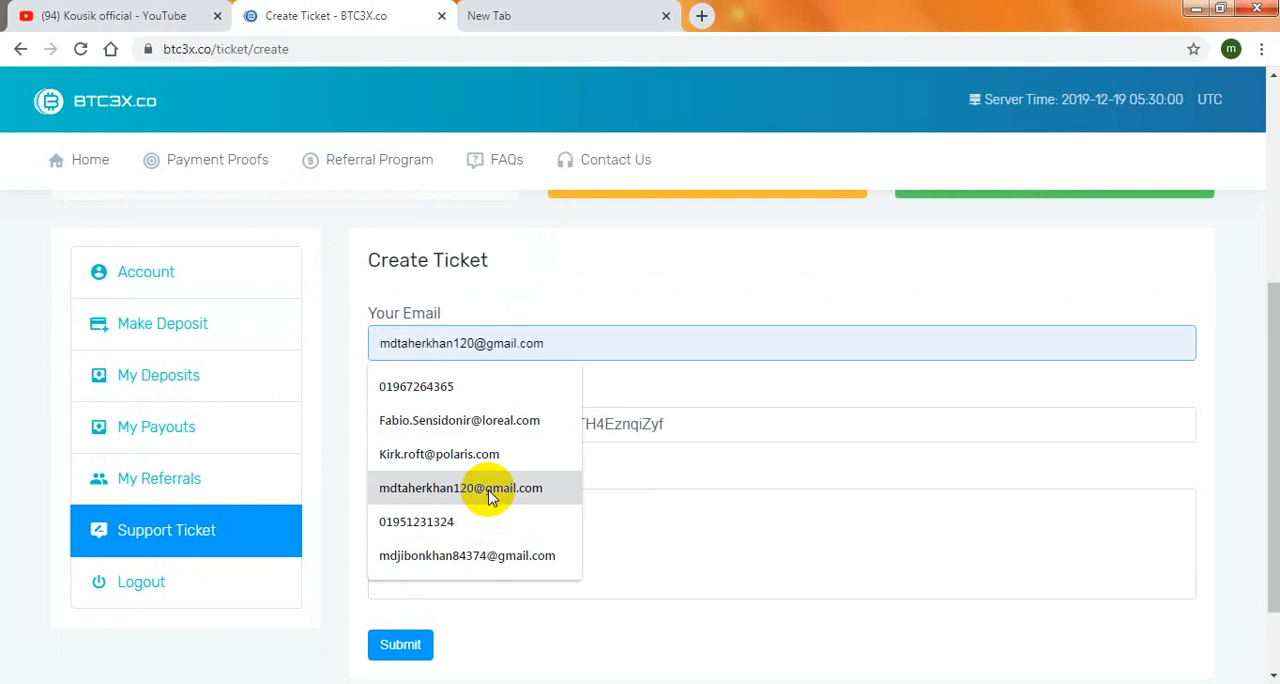 (94) Kousik official - YouTube
Create Ticket - BTC3X.co
New Tab
btc3x.co/ticket/create
m
BTC3X.co
Server Time: 2019-12-19 05:30:00 UTC
Home
Payment Proofs
Referral Program
FAQs
Contact Us
Account
Make Deposit
My Deposits
My Payouts
My Referrals
Support Ticket
Logout
Create Ticket
Your Email
mdtaherkhan120@gmail.com
01967264365
Fabio.Sensidonir@loreal.com
Kirk.roft@polaris.com
mdtaherkhan120@gmail.com
01951231324
mdjibonkhan84374@gmail.com
TH4EznqiZyf
Submit